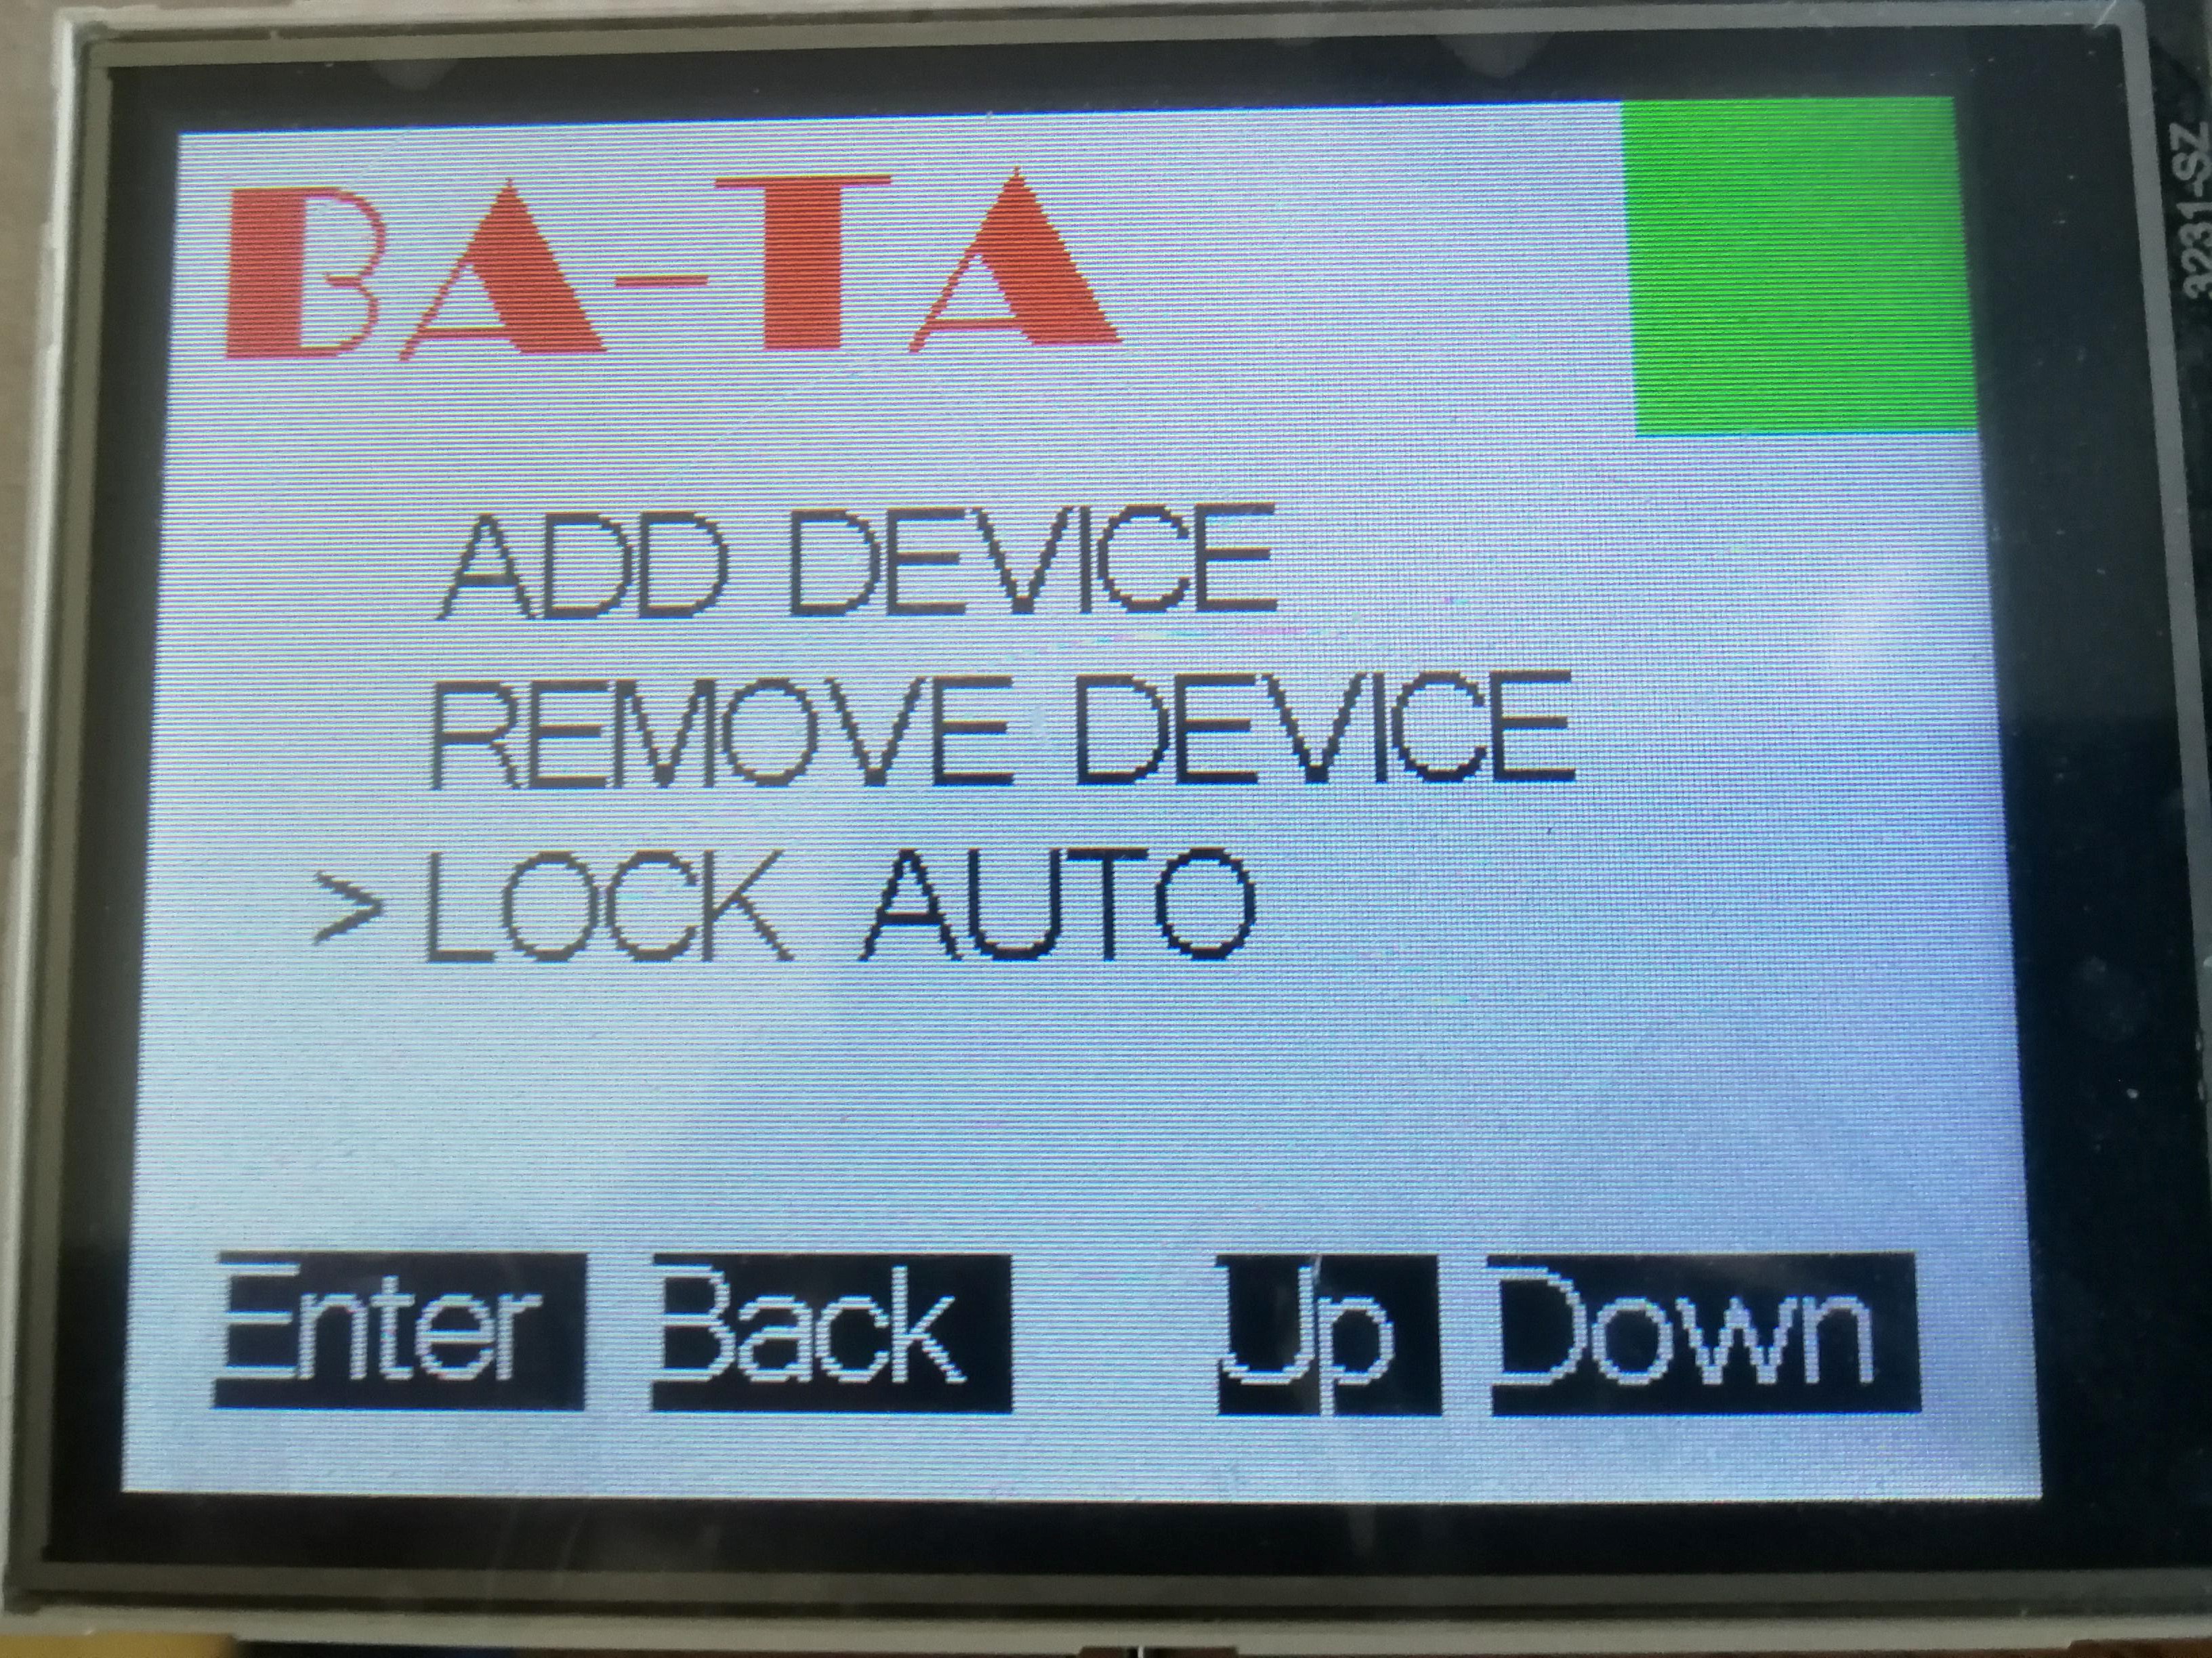 BA-TA
ADD DEVICE
REMOVE DEVICE
> LOCK AUTO
Enter Back Up Down
3231-SZ